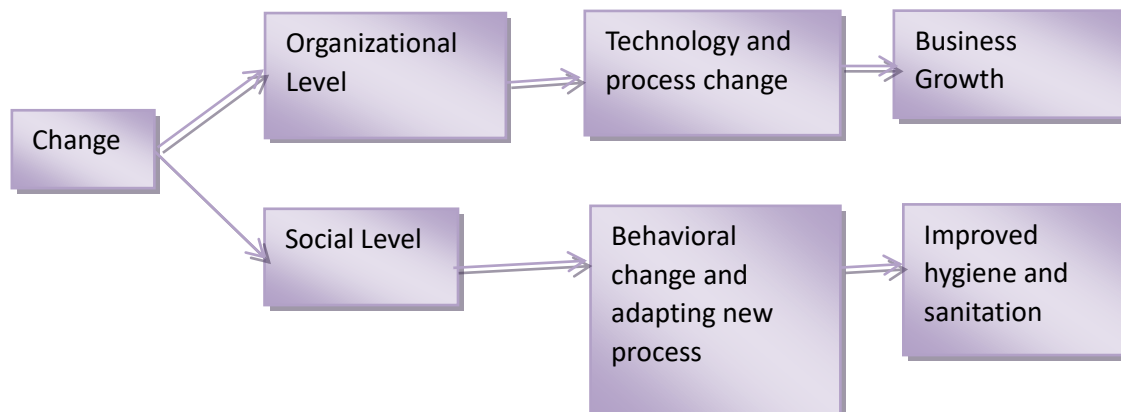 Change
Organizational
Level
Technology and
process change
Business
Growth
Social Level
Behavioral
change and
adapting new
process
Improved
hygiene and
sanitation